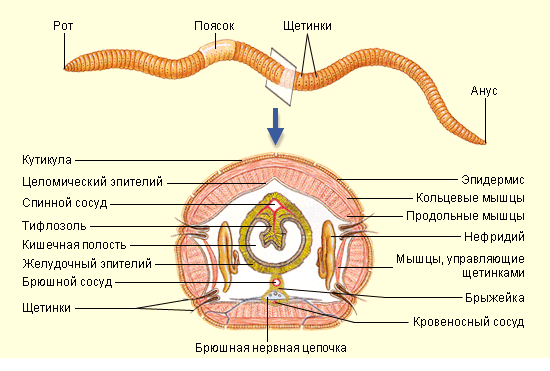 Рот
Поясок
Щетинки
Анус
Кутикула
Целомический эпителий
Спинной сосуд
Тифлозоль
Кишечная полость
Желудочный эпителий
Брюшной сосуд
Щетинки
Эпидермис
Кольцевые мышцы
Продольные мышцы
Нефридий
Мышцы, управляющие
щетинками
Брыжейка
Кровеносный сосуд
Брюшная нервная цепочка